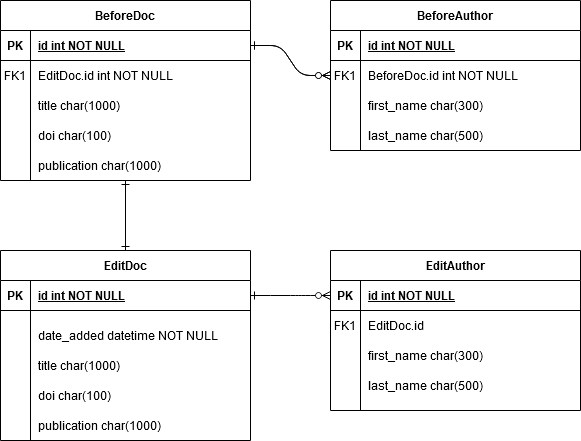 BeforeDoc
PK id int NOT NULL
FK1 EditDoc.id int NOT NULL
title char(1000)
doi char(100)
publication char(1000)
BeforeAuthor
PK id int NOT NULL
FK1 BeforeDoc.id int NOT NULL
first_name char(300)
last_name char(500)
EditDoc
PK id int NOT NULL
date_added datetime NOT NULL
title char(1000)
doi char(100)
publication char(1000)
EditAuthor
PK id int NOT NULL
FK1 EditDoc.id
first_name char(300)
last_name char(500)